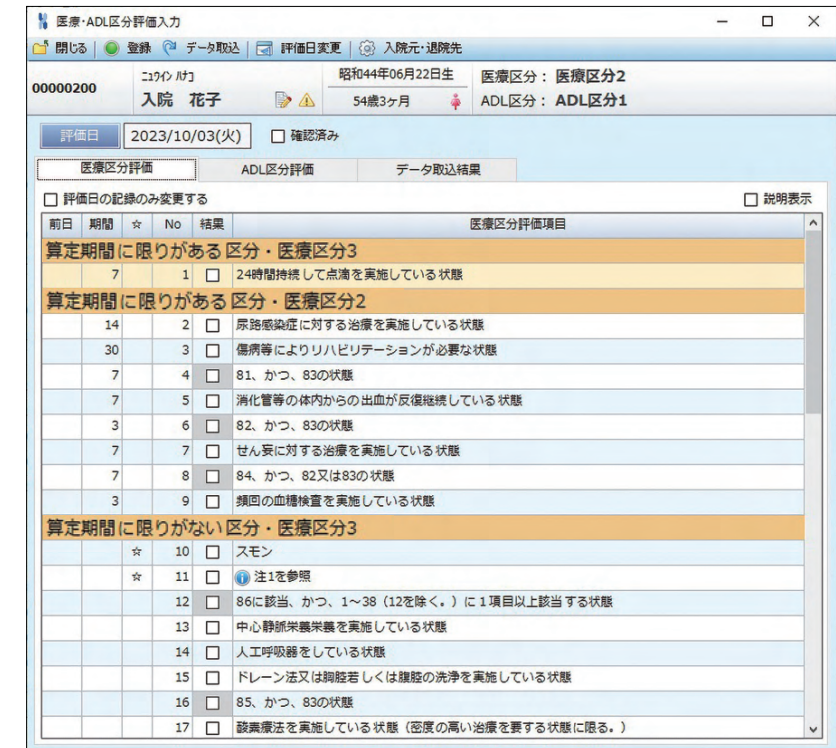 医療・ADL区分評価入力
閉じる 登録 データ取込 評価日変更 入院元・退院先
00000200 ﾆｭｳｲﾝ ﾊﾅｺ 昭和44年06月22日生 医療区分： 医療区分2
入院 花子 54歳3ヶ月 ADL区分： ADL区分1
評価日 2023/10/03(火) 確認済み
医療区分評価 ADL区分評価 データ取込結果
評価日の記録のみ変更する 説明表示
前日 期間 ☆ No 結果 医療区分評価項目
算定期間に限りがある区分・医療区分3
7 1 24時間持続して点滴を実施している状態
算定期間に限りがある区分・医療区分2
14 2 尿路感染症に対する治療を実施している状態
30 3 傷病等によりリハビリテーションが必要な状態
7 4 81、かつ、83の状態
7 5 消化管等の体内からの出血が反復継続している状態
3 6 82、かつ、83の状態
7 7 せん妄に対する治療を実施している状態
7 8 84、かつ、82又は83の状態
3 9 頻回の血糖検査を実施している状態
算定期間に限りがない区分・医療区分3
☆ 10 スモン
☆ 11 注1を参照
12 86に該当、かつ、1～38（12を除く。）に１項目以上該当する状態
13 中心静脈栄養栄養を実施している状態
14 人工呼吸器をしている状態
15 ドレーン法又は胸腔若しくは腹腔の洗浄を実施している状態
16 85、かつ、83の状態
17 酸素療法を実施している状態（密度の高い治療を要する状態に限る。）